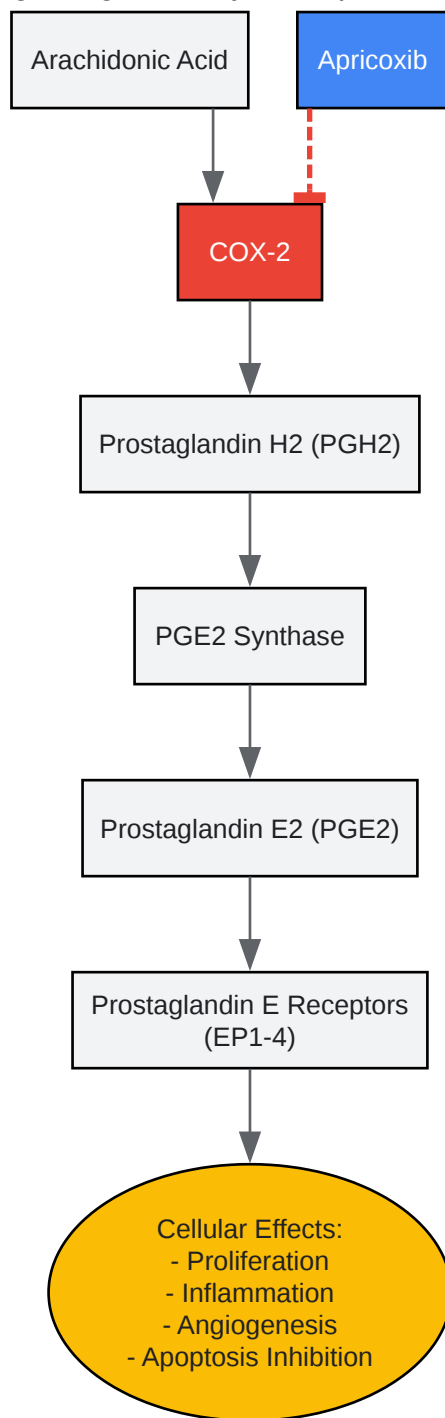 Arachidonic Acid
Apricoxib
COX-2
Prostaglandin H2 (PGH2)
PGE2 Synthase
Prostaglandin E2 (PGE2)
Prostaglandin E Receptors
(EP1-4)
Cellular Effects:
- Proliferation
- Inflammation
- Angiogenesis
- Apoptosis Inhibition